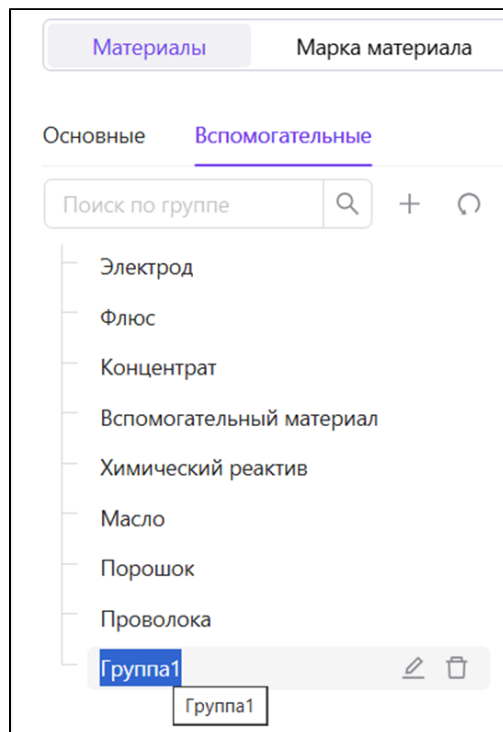 Материалы Марка материала
Основные Вспомогательные
Поиск по группе
Электрод
Флюс
Концентрат
Вспомогательный материал
Химический реактив
Масло
Порошок
Проволока
Группа1
Группа1